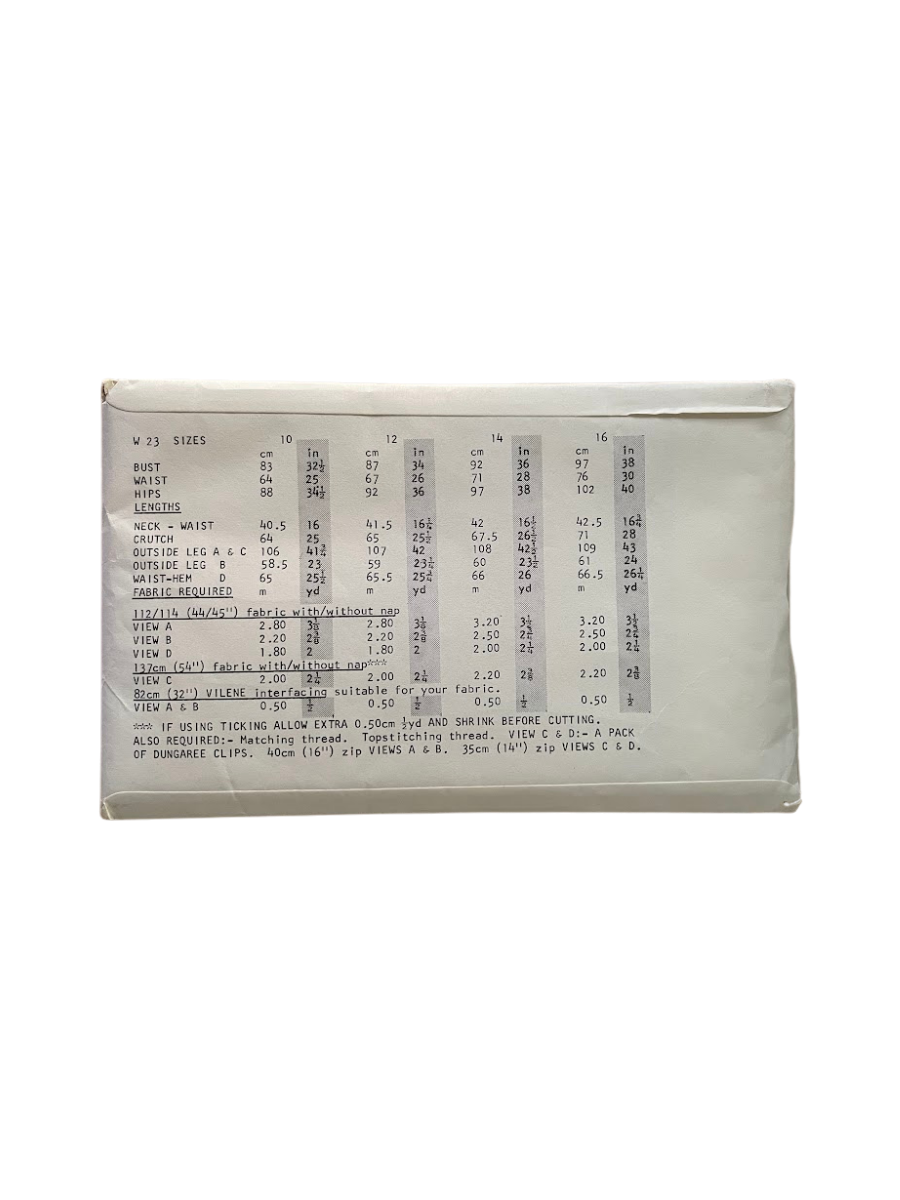 W 23 SIZES 10 12 14 16
cm in cm in cm in cm in
BUST 83 32½ 87 34 92 36 97 38
WAIST 64 25 67 26 71 28 76 30
HIPS 88 34½ 92 36 97 38 102 40
LENGTHS
NECK - WAIST 40.5 16 41.5 16¼ 42 16½ 42.5 16¾
CRUTCH 64 25 65 25½ 67.5 26½ 71 28
OUTSIDE LEG A & C 106 41¾ 107 42 108 42½ 109 43
OUTSIDE LEG B 58.5 23 59 23¼ 60 23½ 61 24
WAIST-HEM D 65 25½ 65.5 25¾ 66 26 66.5 26¼
FABRIC REQUIRED m yd m yd m yd m yd
112/114 (44/45") fabric with/without nap
VIEW A 2.80 3⅛ 2.80 3⅛ 3.20 3½ 3.20 3½
VIEW B 2.20 2⅜ 2.20 2⅜ 2.50 2¾ 2.50 2¾
VIEW D 1.80 2 1.80 2 2.00 2¼ 2.00 2¼
137cm (54") fabric with/without nap***
VIEW C 2.00 2¼ 2.00 2¼ 2.20 2⅜ 2.20 2⅜
82cm (32") VILENE interfacing suitable for your fabric.
VIEW A & B 0.50 ½ 0.50 ½ 0.50 ½ 0.50 ½
*** IF USING TICKING ALLOW EXTRA 0.50cm ½yd AND SHRINK BEFORE CUTTING.
ALSO REQUIRED:- Matching thread. Topstitching thread. VIEW C & D:- A PACK
OF DUNGAREE CLIPS. 40cm (16") zip VIEWS A & B. 35cm (14") zip VIEWS C & D.